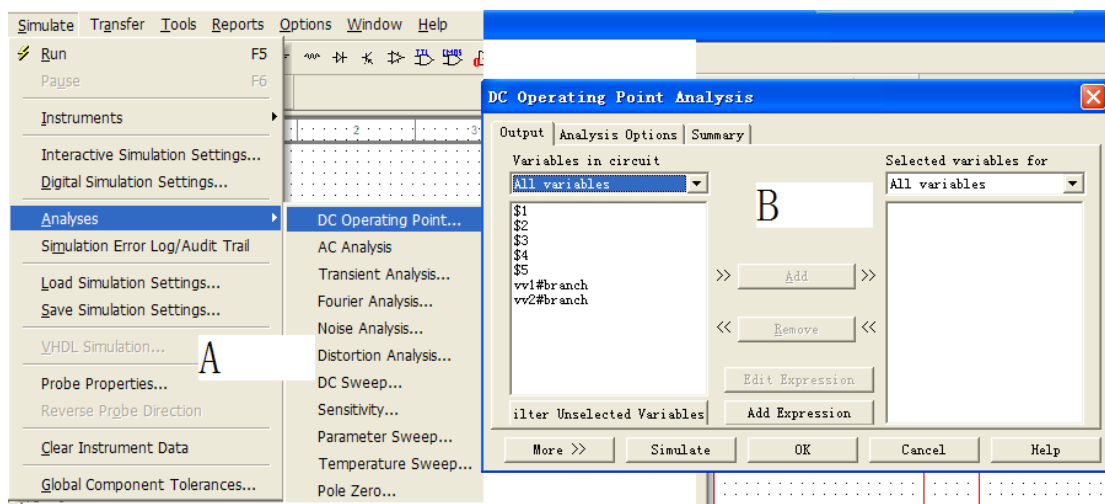 Simulate Transfer Tools Reports Options Window Help
Run F5
Pause F6
Instruments
Interactive Simulation Settings...
Digital Simulation Settings...
Analyses
Simulation Error Log/Audit Trail
Load Simulation Settings...
Save Simulation Settings...
VHDL Simulation...
A
Probe Properties...
Reverse Probe Direction
Clear Instrument Data
Global Component Tolerances...
2
3
DC Operating Point...
AC Analysis
Transient Analysis...
Fourier Analysis...
Noise Analysis...
Distortion Analysis...
DC Sweep...
Sensitivity...
Parameter Sweep...
Temperature Sweep...
Pole Zero...
DC Operating Point Analysis
Output Analysis Options Summary
Variables in circuit
All variables
$1
$2
$3
$4
$5
vv1#branch
vv2#branch
ilter Unselected Variables
B
>> Add >>
<< Remove <<
Edit Expression
Add Expression
Selected variables for
All variables
More >> Simulate OK Cancel Help